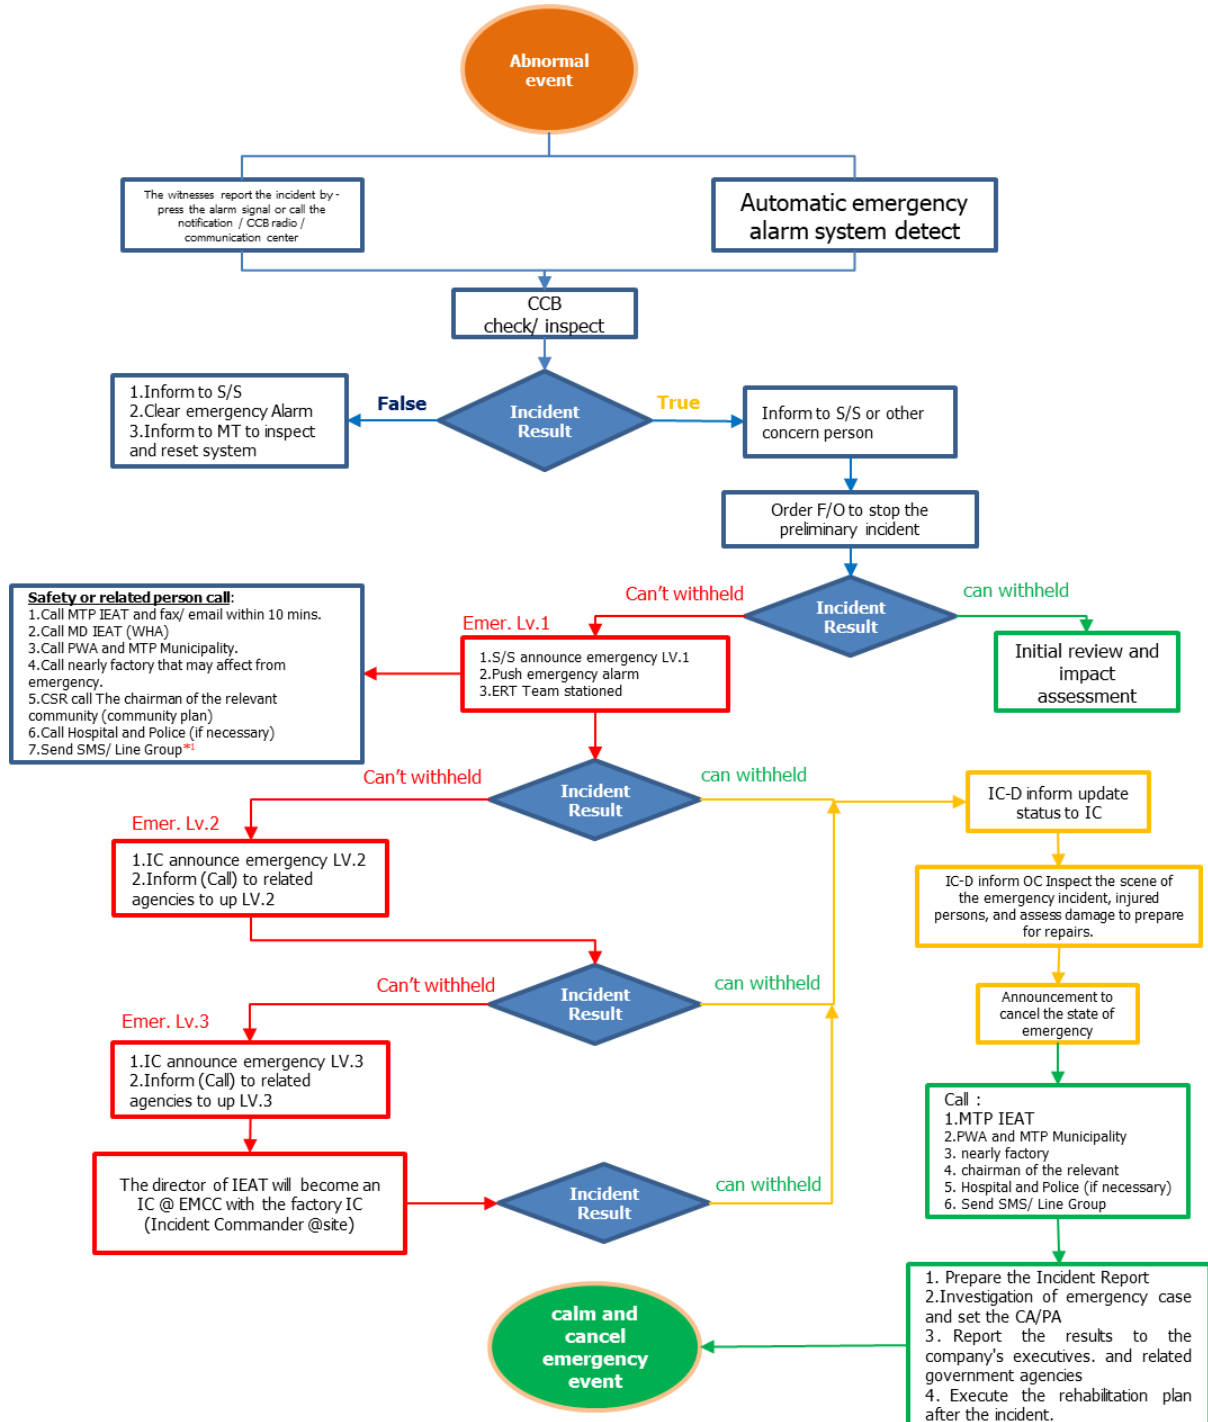 Abnormal
event
The witnesses report the incident by -
press the alarm signal or call the
notification / CCB radio /
communication center
Automatic emergency
alarm system detect
CCB
check/ inspect
1.Inform to S/S
2.Clear emergency Alarm
3.Inform to MT to inspect
and reset system
False
Incident
Result
True
Inform to S/S or other
concern person
Order F/O to stop the
preliminary incident
Safety or related person call:
1.Call MTP IEAT and fax/ email within 10 mins.
2.Call MD IEAT (WHA)
3.Call PWA and MTP Municipality.
4.Call nearly factory that may affect from
emergency.
5.CSR call The chairman of the relevant
community (community plan)
6.Call Hospital and Police (if necessary)
7.Send SMS/ Line Group*1
Can't withheld
Incident
Result
can withheld
Emer. Lv.1
1.S/S announce emergency LV.1
2.Push emergency alarm
3.ERT Team stationed
Initial review and
impact
assessment
Can't withheld
Incident
Result
can withheld
IC-D inform update
status to IC
Emer. Lv.2
1.IC announce emergency LV.2
2.Inform (Call) to related
agencies to up LV.2
IC-D inform OC Inspect the scene of
the emergency incident, injured
persons, and assess damage to prepare
for repairs.
Can't withheld
Incident
Result
can withheld
Announcement to
cancel the state of
emergency
Emer. Lv.3
1.IC announce emergency LV.3
2.Inform (Call) to related
agencies to up LV.3
Call :
1.MTP IEAT
2.PWA and MTP Municipality
3. nearly factory
4. chairman of the relevant
5. Hospital and Police (if necessary)
6. Send SMS/ Line Group
The director of IEAT will become an
IC @ EMCC with the factory IC
(Incident Commander @site)
Incident
Result
can withheld
1. Prepare the Incident Report
2.Investigation of emergency case
and set the CA/PA
3. Report the results to the
company's executives. and related
government agencies
4. Execute the rehabilitation plan
after the incident.
calm and
cancel
emergency
event